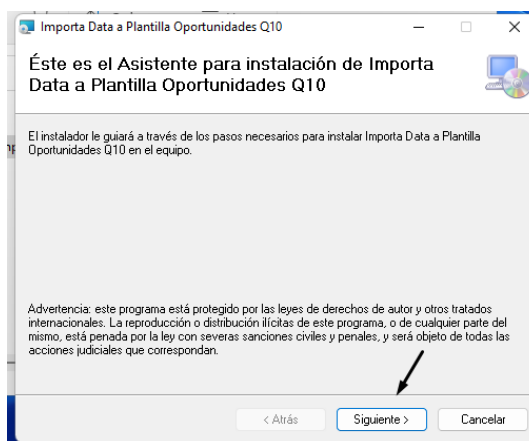 Importa Data a Plantilla Oportunidades Q10
Éste es el Asistente para instalación de Importa
Data a Plantilla Oportunidades Q10
El instalador le guiará a través de los pasos necesarios para instalar Importa Data a Plantilla
Oportunidades Q10 en el equipo.
Advertencia: este programa está protegido por las leyes de derechos de autor y otros tratados
internacionales. La reproducción o distribución ilícitas de este programa, o de cualquier parte del
mismo, está penada por la ley con severas sanciones civiles y penales, y será objeto de todas las
acciones judiciales que correspondan.
< Atrás
Siguiente >
Cancelar